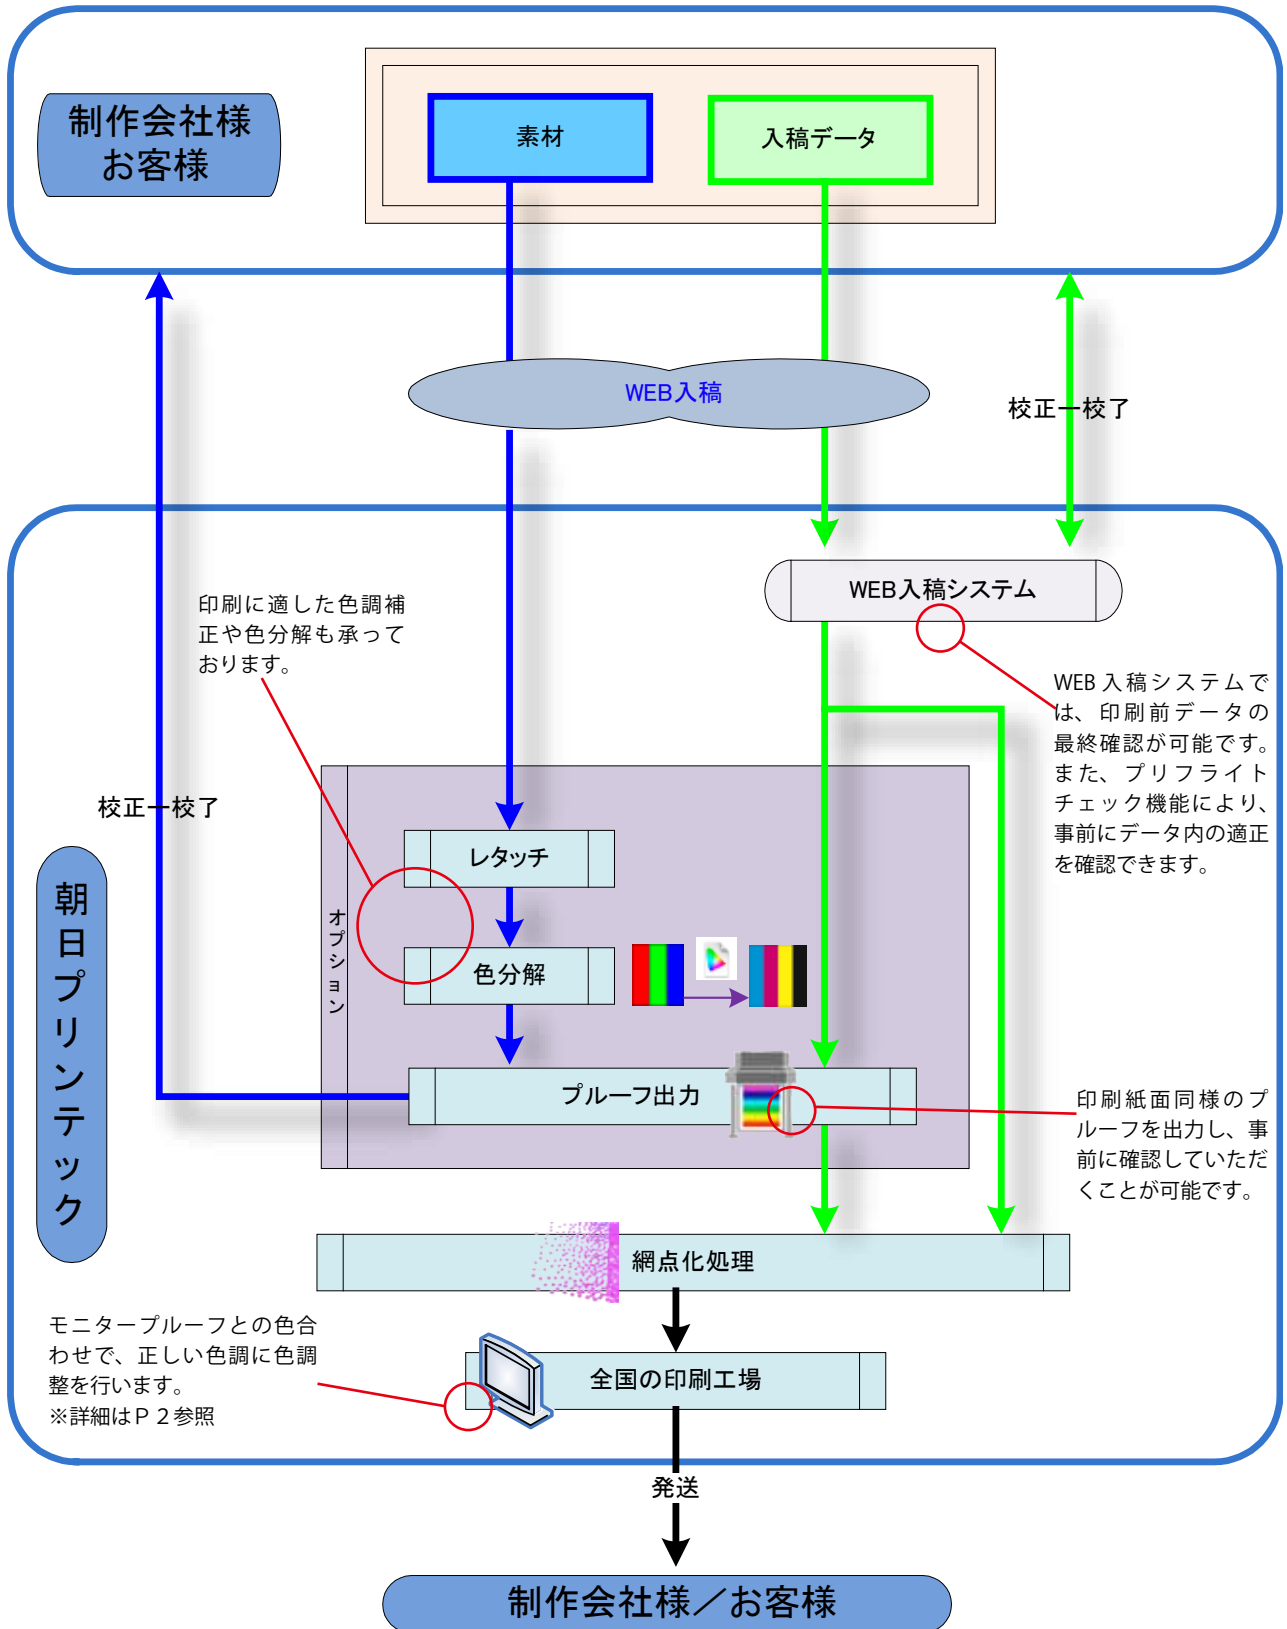 制作会社様
お客様
素材
入稿データ
WEB入稿
校正ー校了
WEB入稿システム
印刷に適した色調補
正や色分解も承って
おります。
WEB 入稿システムで
は、印刷前データの
最終確認が可能です。
また、プリフライト
チェック機能により、
事前にデータ内の適正
を確認できます。
校正ー校了
朝日プリンテック
オプション
レタッチ
色分解
プルーフ出力
印刷紙面同様のプ
ルーフを出力し、事
前に確認していただ
くことが可能です。
網点化処理
モニタープルーフとの色合
わせで、正しい色調に色調
整を行います。
※詳細はP2参照
全国の印刷工場
発送
制作会社様／お客様